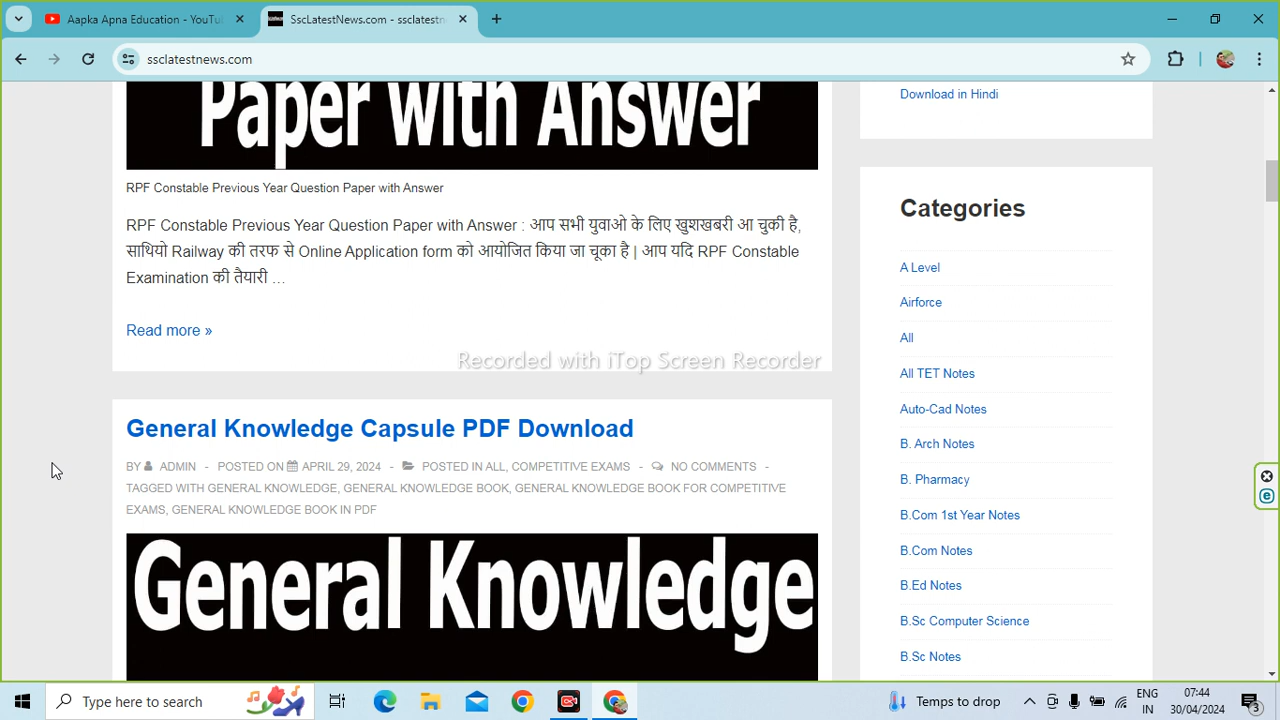 Aapka Apna Education - YouTu
SscLatestNews.com - ssclatestn
ssclatestnews.com
Paper with Answer
RPF Constable Previous Year Question Paper with Answer
RPF Constable Previous Year Question Paper with Answer : आप सभी युवाओ के लिए खुशखबरी आ चुकी है,
साथियो Railway की तरफ से Online Application form को आयोजित किया जा चूका है | आप यदि RPF Constable
Examination की तैयारी …
Read more »
Recorded with iTop Screen Recorder
General Knowledge Capsule PDF Download
BY ADMIN - POSTED ON APRIL 29, 2024 - POSTED IN ALL, COMPETITIVE EXAMS - NO COMMENTS -
TAGGED WITH GENERAL KNOWLEDGE, GENERAL KNOWLEDGE BOOK, GENERAL KNOWLEDGE BOOK FOR COMPETITIVE
EXAMS, GENERAL KNOWLEDGE BOOK IN PDF
General Knowledge
Download in Hindi
Categories
A Level
Airforce
All
All TET Notes
Auto-Cad Notes
B. Arch Notes
B. Pharmacy
B.Com 1st Year Notes
B.Com Notes
B.Ed Notes
B.Sc Computer Science
B.Sc Notes
Type here to search
Temps to drop
ENG
IN
07:44
30/04/2024
3